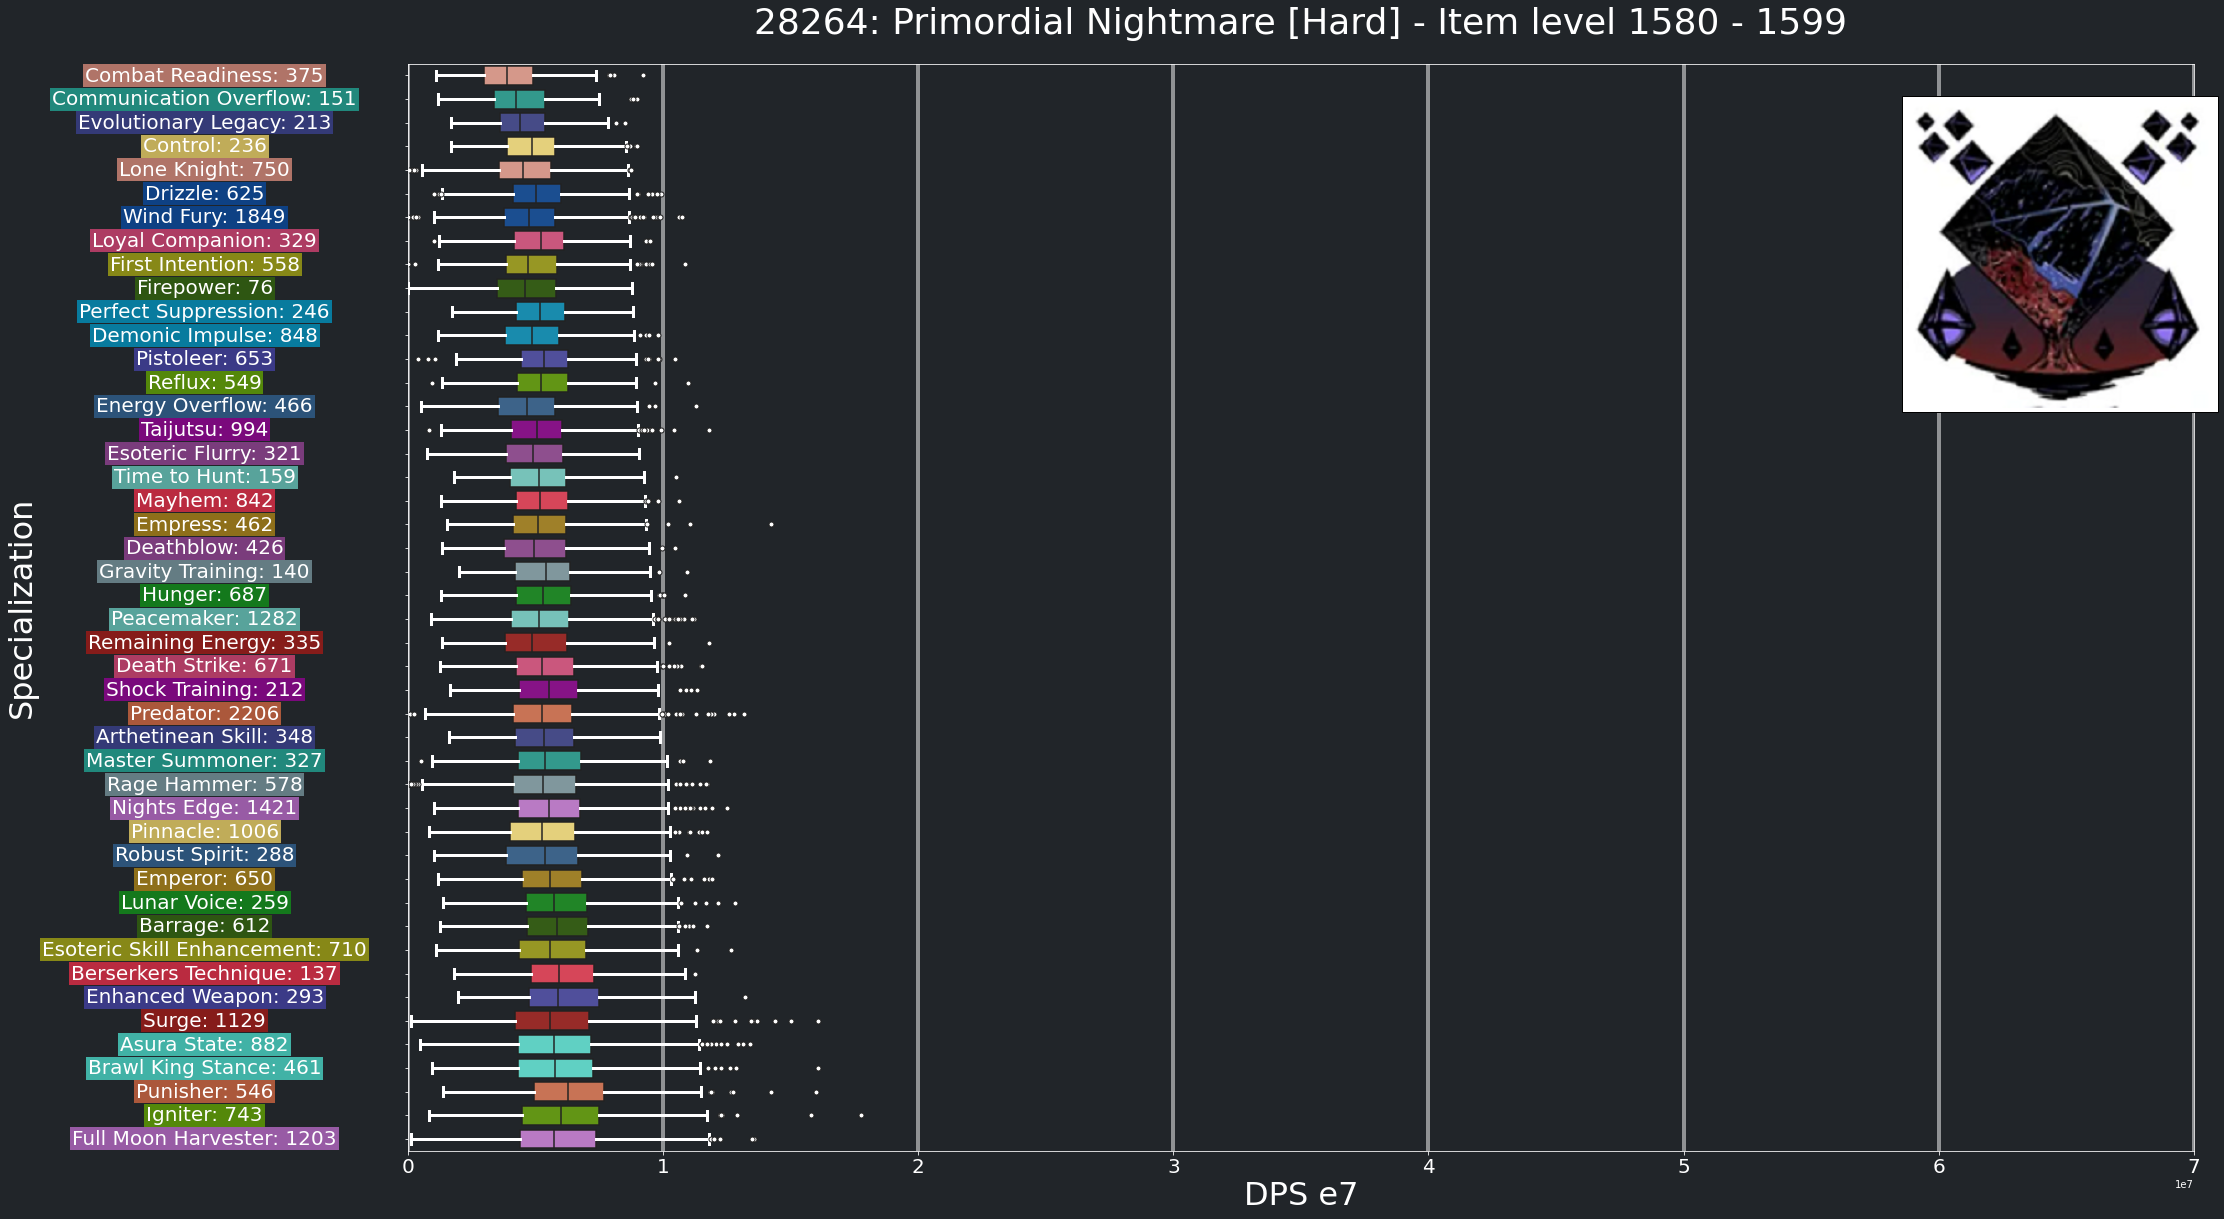 28264: Primordial Nightmare [Hard] - Item level 1580 - 1599
Specialization
Combat Readiness: 375
Communication Overflow: 151
Evolutionary Legacy: 213
Control: 236
Lone Knight: 750
Drizzle: 625
Wind Fury: 1849
Loyal Companion: 329
First Intention: 558
Firepower: 76
Perfect Suppression: 246
Demonic Impulse: 848
Pistoleer: 653
Reflux: 549
Energy Overflow: 466
Taijutsu: 994
Esoteric Flurry: 321
Time to Hunt: 159
Mayhem: 842
Empress: 462
Deathblow: 426
Gravity Training: 140
Hunger: 687
Peacemaker: 1282
Remaining Energy: 335
Death Strike: 671
Shock Training: 212
Predator: 2206
Arthetinean Skill: 348
Master Summoner: 327
Rage Hammer: 578
Nights Edge: 1421
Pinnacle: 1006
Robust Spirit: 288
Emperor: 650
Lunar Voice: 259
Barrage: 612
Esoteric Skill Enhancement: 710
Berserkers Technique: 137
Enhanced Weapon: 293
Surge: 1129
Asura State: 882
Brawl King Stance: 461
Punisher: 546
Igniter: 743
Full Moon Harvester: 1203
0 1 2 3 4 5 6 7
1e7
DPS e7